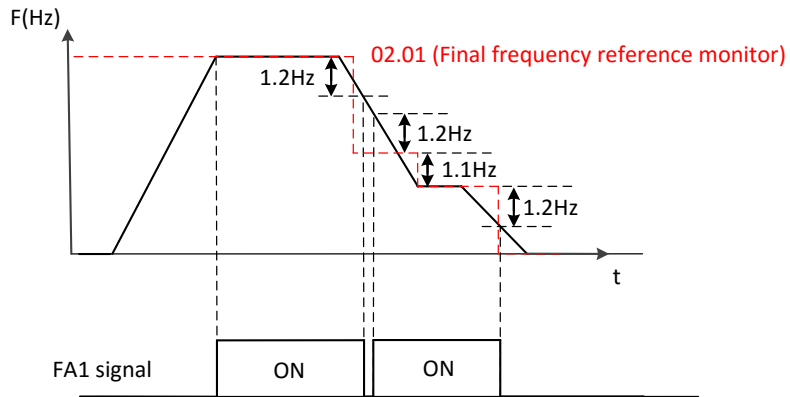 F(Hz)
02.01 (Final frequency reference monitor)
1.2Hz
1.2Hz
1.1Hz
1.2Hz
t
FA1 signal
ON
ON